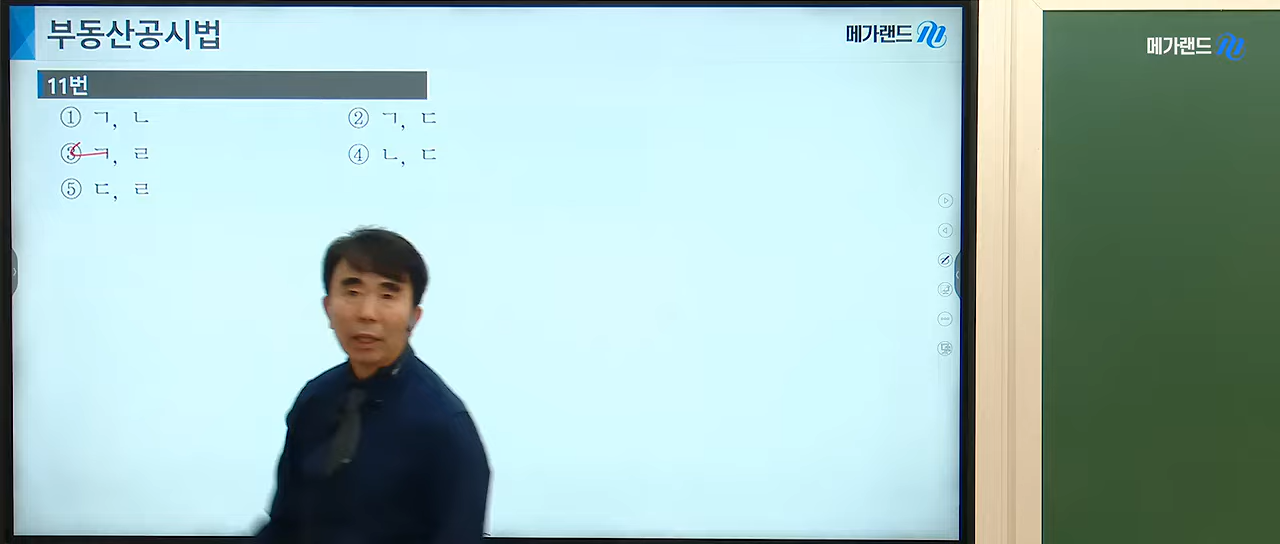 부동산공시법
메가랜드
메가랜드
11번
① ㄱ, ㄴ
② ㄱ, ㄷ
③ ㄱ, ㄹ
④ ㄴ, ㄷ
⑤ ㄷ, ㄹ